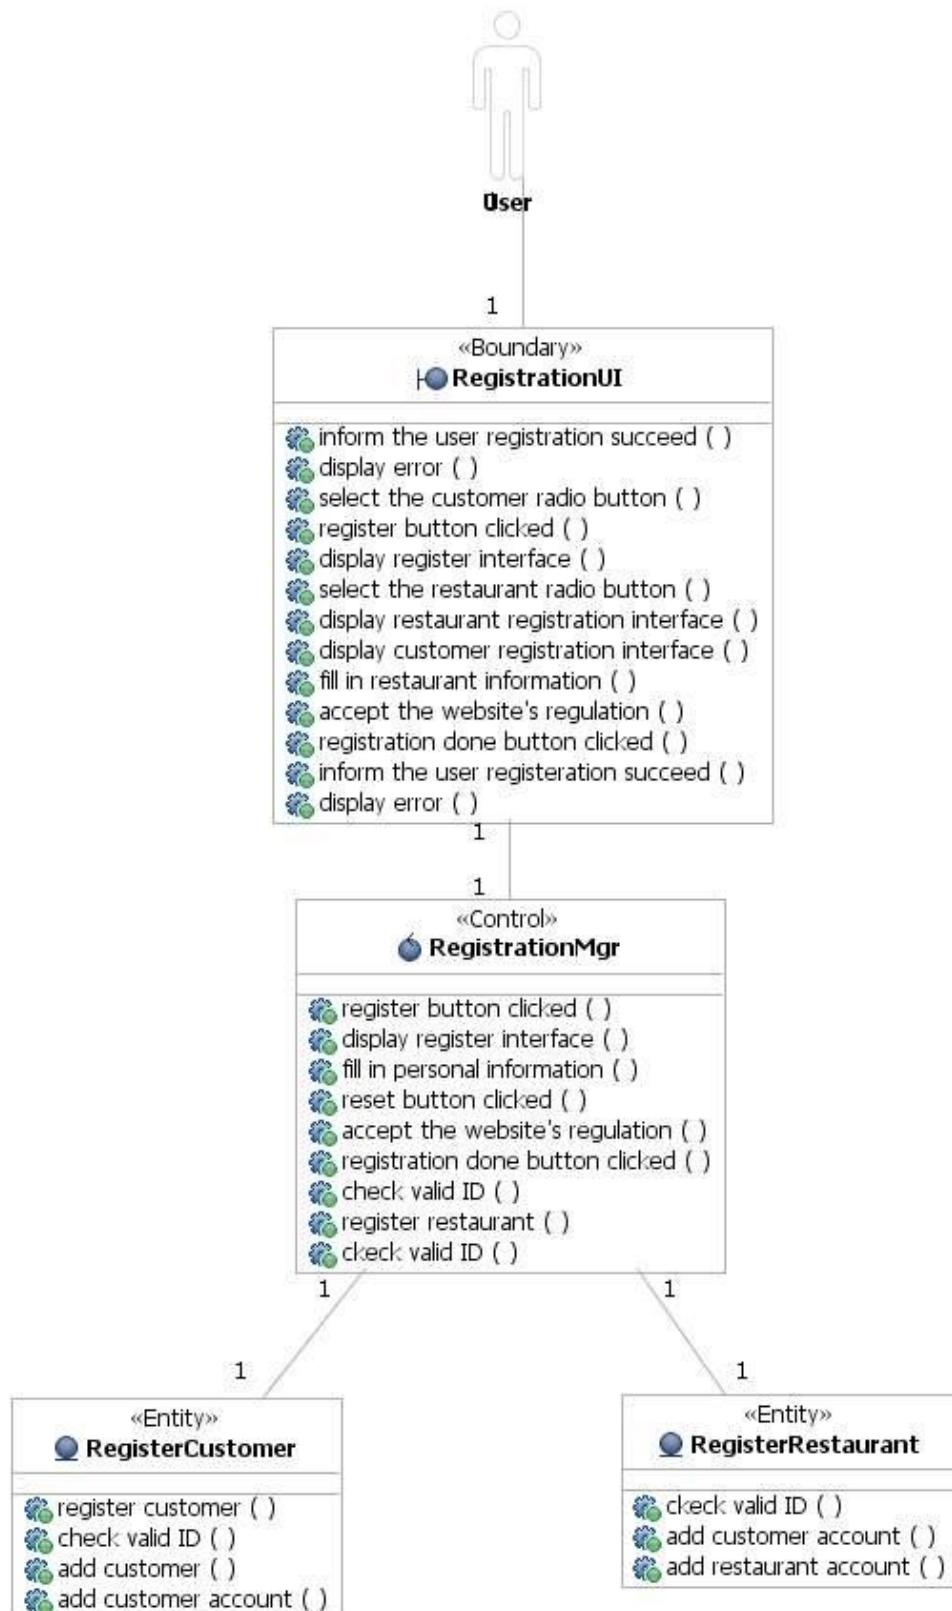 User
1
«Boundary»
RegistrationUI
inform the user registration succeed ( )
display error ( )
select the customer radio button ( )
register button clicked ( )
display register interface ( )
select the restaurant radio button ( )
display restaurant registration interface ( )
display customer registration interface ( )
fill in restaurant information ( )
accept the website's regulation ( )
registration done button clicked ( )
inform the user registeration succeed ( )
display error ( )
1
1
«Control»
RegistrationMgr
register button clicked ( )
display register interface ( )
fill in personal information ( )
reset button clicked ( )
accept the website's regulation ( )
registration done button clicked ( )
check valid ID ( )
register restaurant ( )
ckeck valid ID ( )
1
1
1
1
«Entity»
RegisterCustomer
register customer ( )
check valid ID ( )
add customer ( )
add customer account ( )
«Entity»
RegisterRestaurant
ckeck valid ID ( )
add customer account ( )
add restaurant account ( )